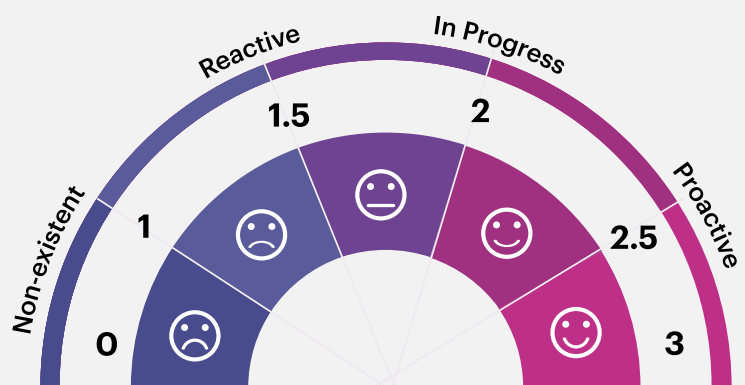 Non-existent
Reactive
In Progress
Proactive
0
1
1.5
2
2.5
3